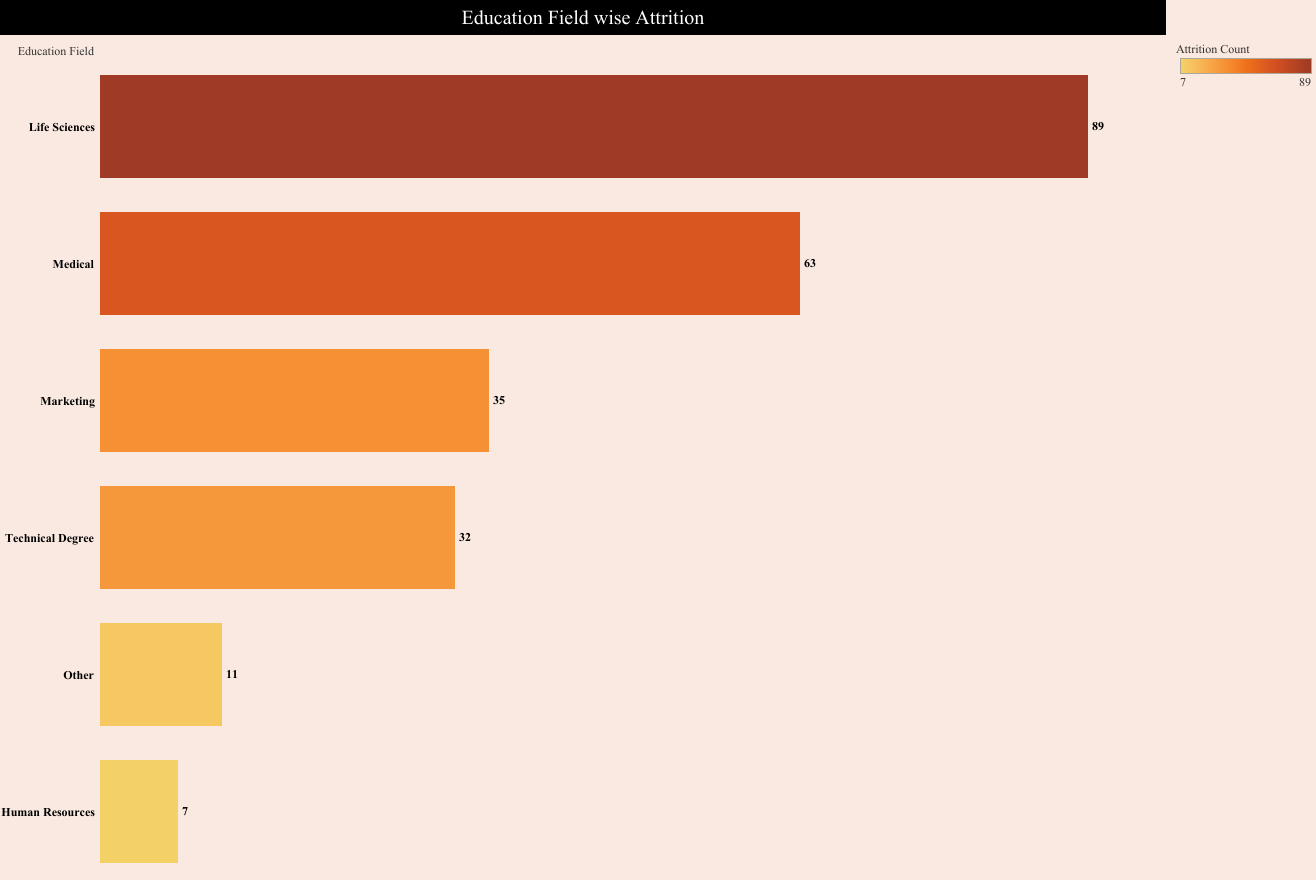 Education Field wise Attrition
Education Field
Attrition Count
7 89
Life Sciences 89
Medical 63
Marketing 35
Technical Degree 32
Other 11
Human Resources 7